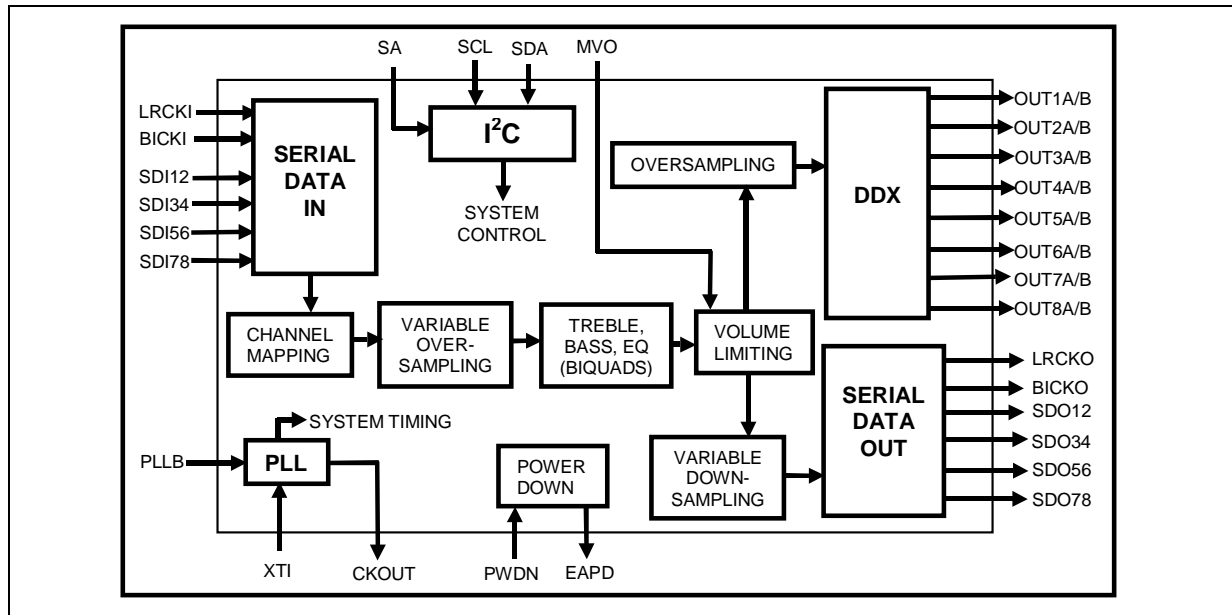 SA
SCL
SDA
MVO
LRCKI
BICKI
SDI12
SDI34
SDI56
SDI78
SERIAL
DATA
IN
I²C
SYSTEM
CONTROL
OVERSAMPLING
DDX
OUT1A/B
OUT2A/B
OUT3A/B
OUT4A/B
OUT5A/B
OUT6A/B
OUT7A/B
OUT8A/B
CHANNEL
MAPPING
VARIABLE
OVER-
SAMPLING
TREBLE,
BASS, EQ
(BIQUADS)
VOLUME
LIMITING
SERIAL
DATA
OUT
LRCKO
BICKO
SDO12
SDO34
SDO56
SDO78
SYSTEM TIMING
PLLB
PLL
POWER
DOWN
VARIABLE
DOWN-
SAMPLING
XTI
CKOUT
PWDN
EAPD